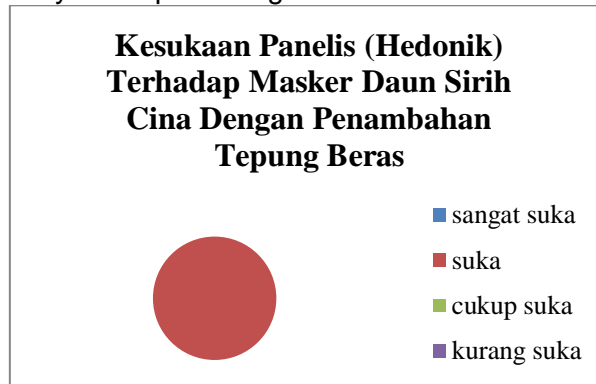 Kesukaan Panelis (Hedonik)
Terhadap Masker Daun Sirih
Cina Dengan Penambahan
Tepung Beras
sangat suka
suka
cukup suka
kurang suka